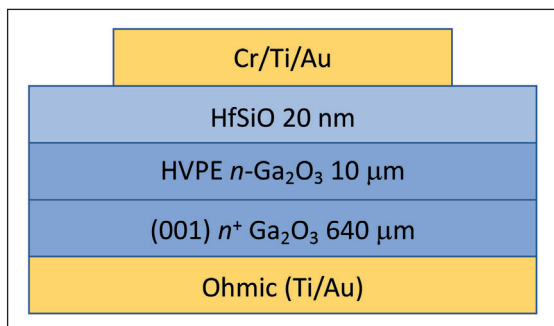 Cr/Ti/Au
HfSiO 20 nm
HVPE n-Ga₂O₃ 10 μm
(001) n⁺ Ga₂O₃ 640 μm
Ohmic (Ti/Au)